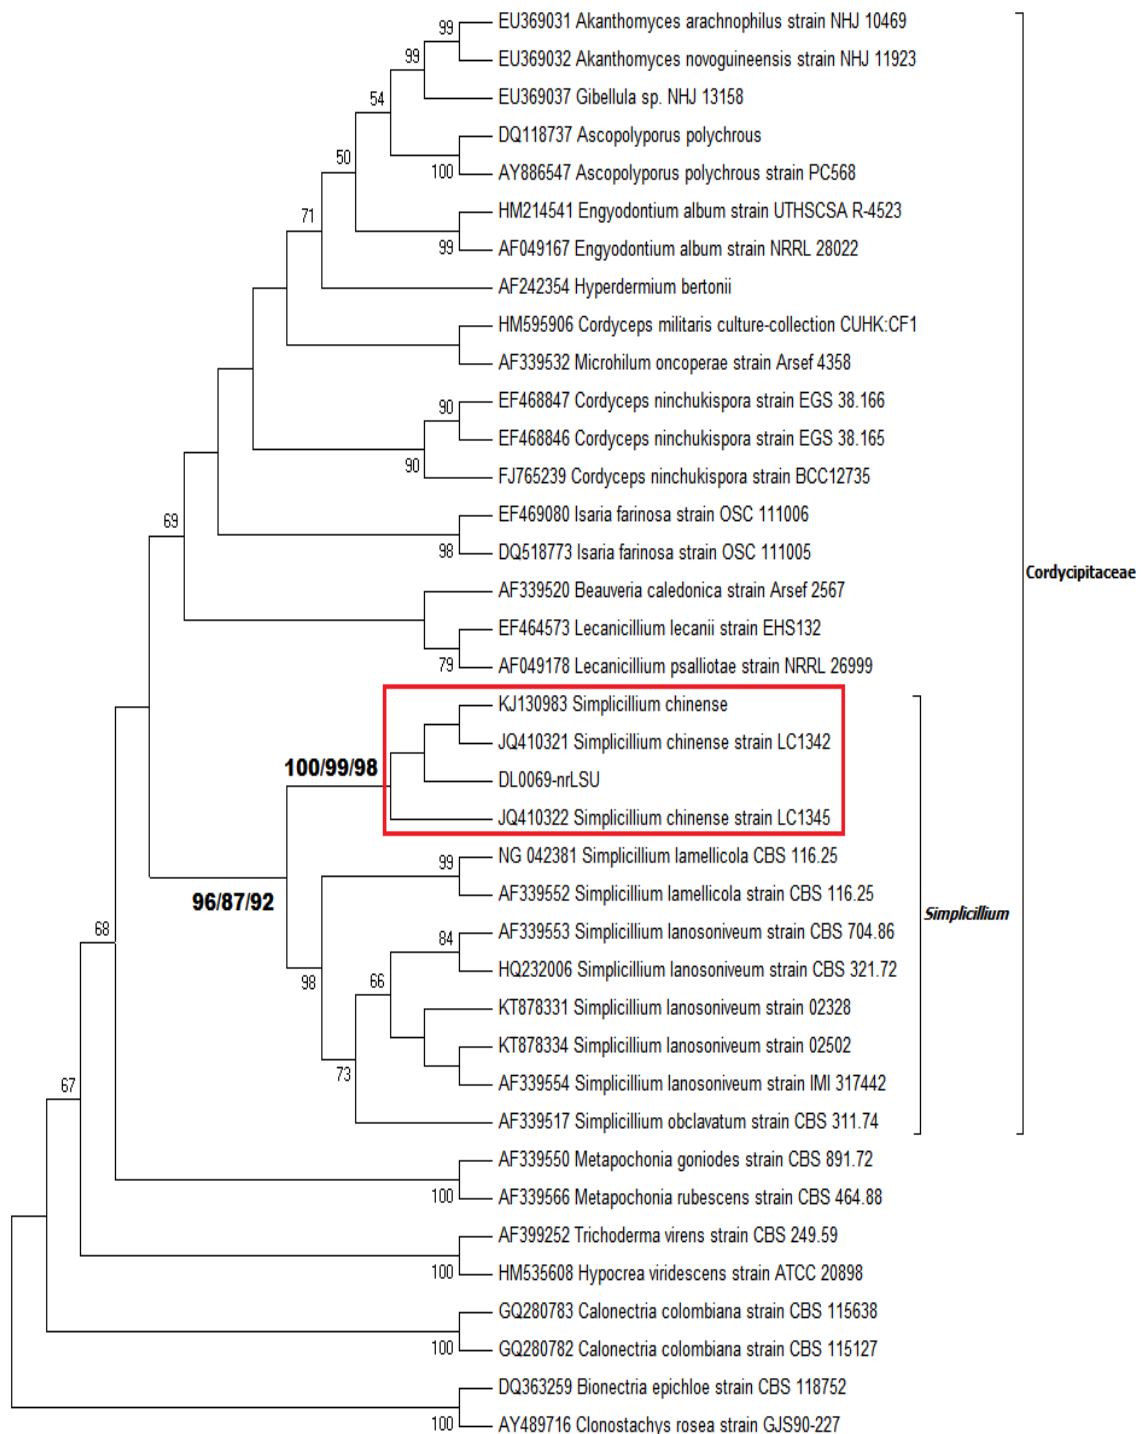 99
EU369031 Akanthomyces arachnophilus strain NHJ 10469
99
EU369032 Akanthomyces novoguineensis strain NHJ 11923
54
EU369037 Gibellula sp. NHJ 13158
DQ118737 Ascopolyporus polychrous
50
100
AY886547 Ascopolyporus polychrous strain PC568
71
HM214541 Engyodontium album strain UTHSCSA R-4523
99
AF049167 Engyodontium album strain NRRL 28022
AF242354 Hyperdermium bertonii
HM595906 Cordyceps militaris culture-collection CUHK:CF1
AF339532 Microhilum oncoperae strain Arsef 4358
90
EF468847 Cordyceps ninchukispora strain EGS 38.166
EF468846 Cordyceps ninchukispora strain EGS 38.165
90
FJ765239 Cordyceps ninchukispora strain BCC12735
69
EF469080 Isaria farinosa strain OSC 111006
98
DQ518773 Isaria farinosa strain OSC 111005
Cordycipitaceae
AF339520 Beauveria caledonica strain Arsef 2567
EF464573 Lecanicillium lecanii strain EHS132
79
AF049178 Lecanicillium psalliotae strain NRRL 26999
KJ130983 Simplicillium chinense
JQ410321 Simplicillium chinense strain LC1342
100/99/98
DL0069-nrLSU
JQ410322 Simplicillium chinense strain LC1345
99
NG 042381 Simplicillium lamellicola CBS 116.25
96/87/92
AF339552 Simplicillium lamellicola strain CBS 116.25
Simplicillium
68
84
AF339553 Simplicillium lanosoniveum strain CBS 704.86
98
66
HQ232006 Simplicillium lanosoniveum strain CBS 321.72
KT878331 Simplicillium lanosoniveum strain 02328
KT878334 Simplicillium lanosoniveum strain 02502
67
73
AF339554 Simplicillium lanosoniveum strain IMI 317442
AF339517 Simplicillium obclavatum strain CBS 311.74
AF339550 Metapochonia goniodes strain CBS 891.72
100
AF339566 Metapochonia rubescens strain CBS 464.88
AF399252 Trichoderma virens strain CBS 249.59
100
HM535608 Hypocrea viridescens strain ATCC 20898
GQ280783 Calonectria colombiana strain CBS 115638
100
GQ280782 Calonectria colombiana strain CBS 115127
DQ363259 Bionectria epichloe strain CBS 118752
100
AY489716 Clonostachys rosea strain GJS90-227